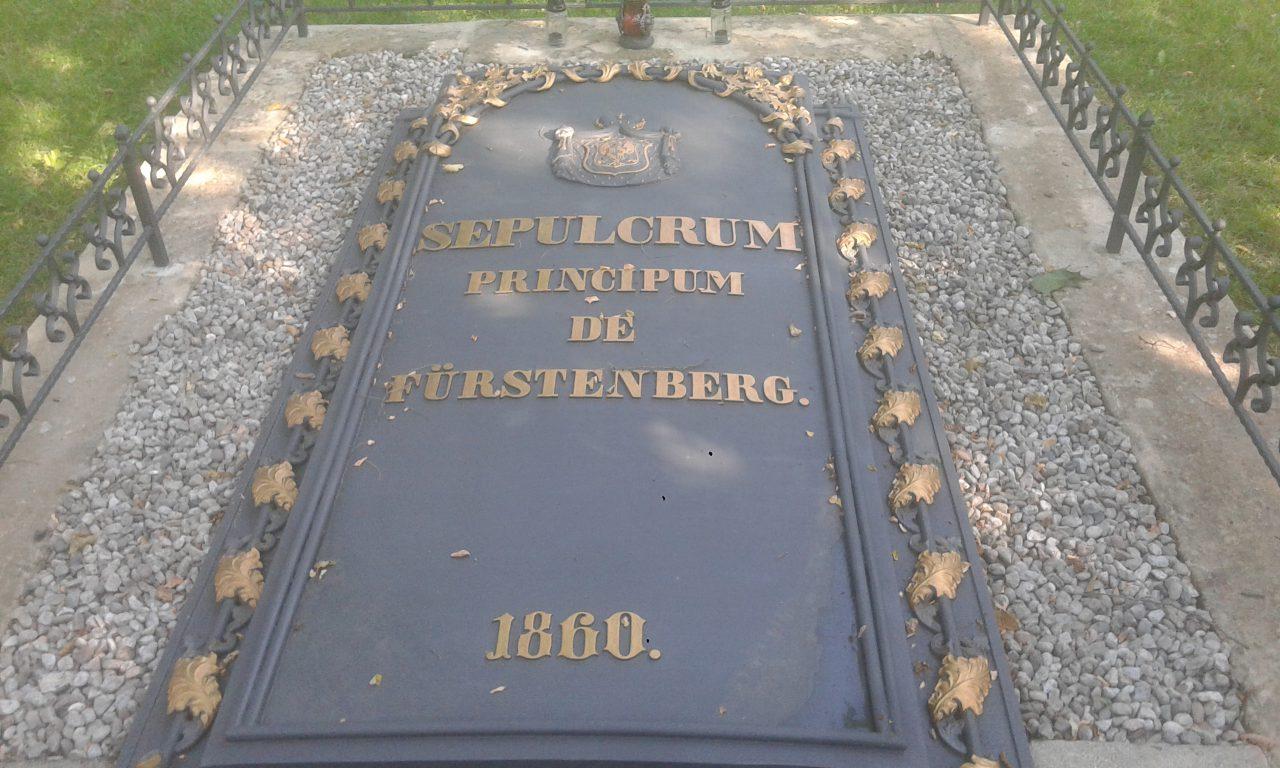 SEPULCRUM
PRINCIPUM
DE
FÜRSTENBERG.
1860.